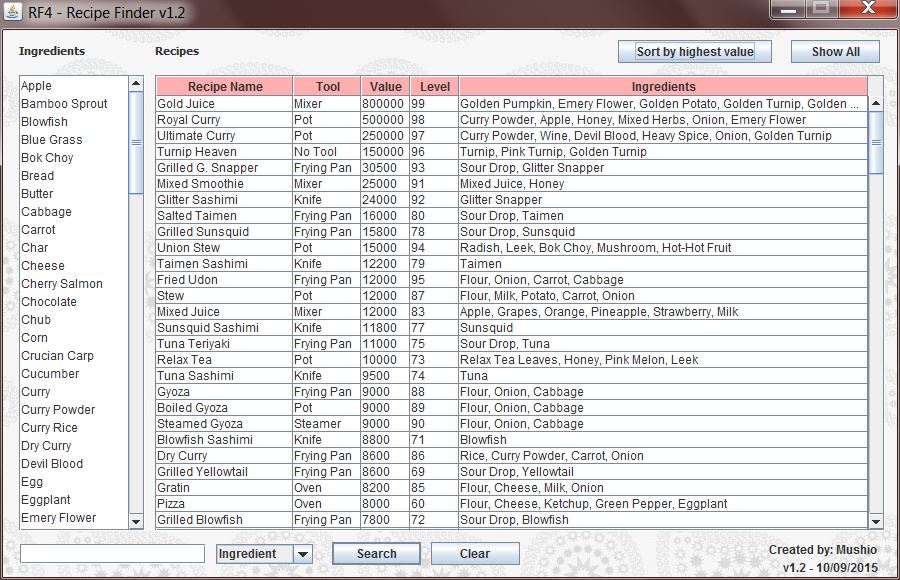 RF4 - Recipe Finder v1.2
Ingredients
Recipes
Sort by highest value
Show All
Apple
Bamboo Sprout
Blowfish
Blue Grass
Bok Choy
Bread
Butter
Cabbage
Carrot
Char
Cheese
Cherry Salmon
Chocolate
Chub
Corn
Crucian Carp
Cucumber
Curry
Curry Powder
Curry Rice
Dry Curry
Devil Blood
Egg
Eggplant
Emery Flower
Recipe Name Tool Value Level Ingredients
Gold Juice Mixer 800000 99 Golden Pumpkin, Emery Flower, Golden Potato, Golden Turnip, Golden ...
Royal Curry Pot 500000 98 Curry Powder, Apple, Honey, Mixed Herbs, Onion, Emery Flower
Ultimate Curry Pot 250000 97 Curry Powder, Wine, Devil Blood, Heavy Spice, Onion, Golden Turnip
Turnip Heaven No Tool 150000 96 Turnip, Pink Turnip, Golden Turnip
Grilled G. Snapper Frying Pan 30500 93 Sour Drop, Glitter Snapper
Mixed Smoothie Mixer 25000 91 Mixed Juice, Honey
Glitter Sashimi Knife 24000 92 Glitter Snapper
Salted Taimen Frying Pan 16000 80 Sour Drop, Taimen
Grilled Sunsquid Frying Pan 15800 78 Sour Drop, Sunsquid
Union Stew Pot 15000 94 Radish, Leek, Bok Choy, Mushroom, Hot-Hot Fruit
Taimen Sashimi Knife 12200 79 Taimen
Fried Udon Frying Pan 12000 95 Flour, Onion, Carrot, Cabbage
Stew Pot 12000 87 Flour, Milk, Potato, Carrot, Onion
Mixed Juice Mixer 12000 83 Apple, Grapes, Orange, Pineapple, Strawberry, Milk
Sunsquid Sashimi Knife 11800 77 Sunsquid
Tuna Teriyaki Frying Pan 11000 75 Sour Drop, Tuna
Relax Tea Pot 10000 73 Relax Tea Leaves, Honey, Pink Melon, Leek
Tuna Sashimi Knife 9500 74 Tuna
Gyoza Frying Pan 9000 88 Flour, Onion, Cabbage
Boiled Gyoza Pot 9000 89 Flour, Onion, Cabbage
Steamed Gyoza Steamer 9000 90 Flour, Onion, Cabbage
Blowfish Sashimi Knife 8800 71 Blowfish
Dry Curry Frying Pan 8600 86 Rice, Curry Powder, Carrot, Onion
Grilled Yellowtail Frying Pan 8600 69 Sour Drop, Yellowtail
Gratin Oven 8200 85 Flour, Cheese, Milk, Onion
Pizza Oven 8000 60 Flour, Cheese, Ketchup, Green Pepper, Eggplant
Grilled Blowfish Frying Pan 7800 72 Sour Drop, Blowfish
Ingredient
Search
Clear
Created by: Mushio
v1.2 - 10/09/2015